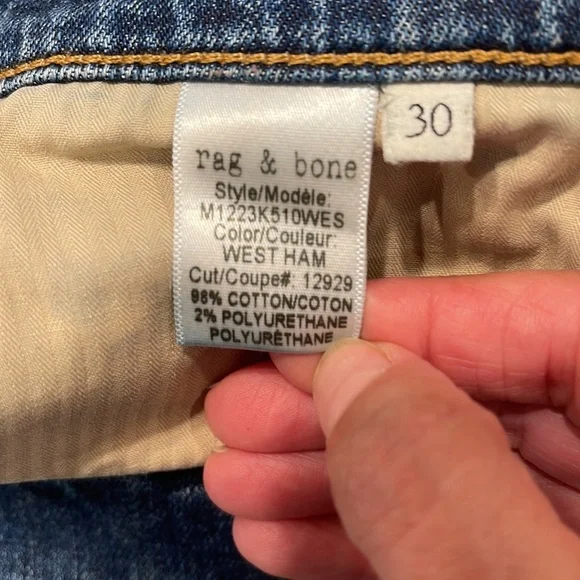 rag & bone
Style/Modèle:
M1223K510WES
Color/Couleur:
WEST HAM
Cut/Coupe#: 12929
98% COTTON/COTON
2% POLYURETHANE
POLYURÉTHANE
30